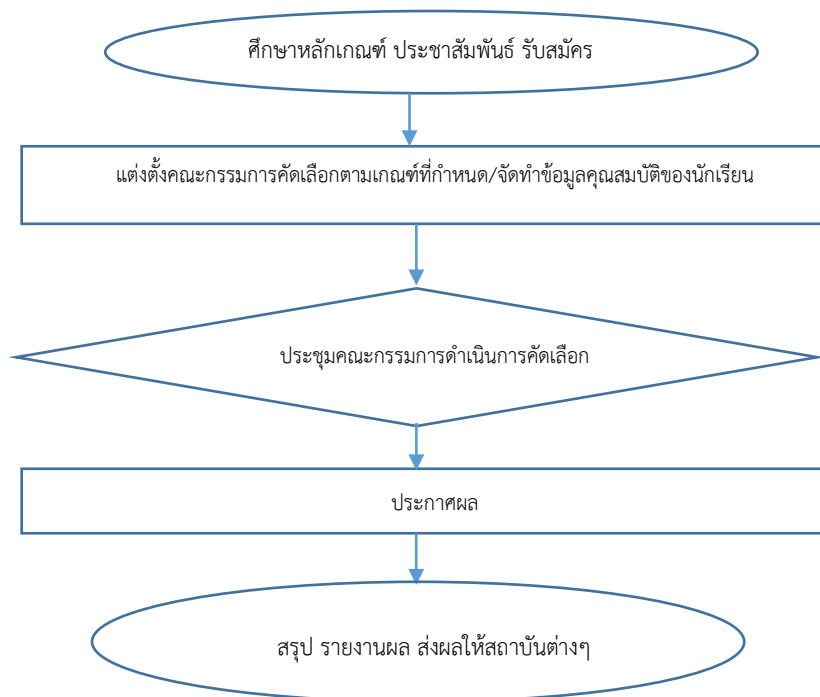 ศึกษาหลักเกณฑ์ ประชาสัมพันธ์ รับสมัคร
แต่งตั้งคณะกรรมการคัดเลือกตามเกณฑ์ที่กำหนด/จัดทำข้อมูลคุณสมบัติของนักเรียน
ประชุมคณะกรรมการดำเนินการคัดเลือก
ประกาศผล
สรุป รายงานผล ส่งผลให้สถาบันต่างๆ